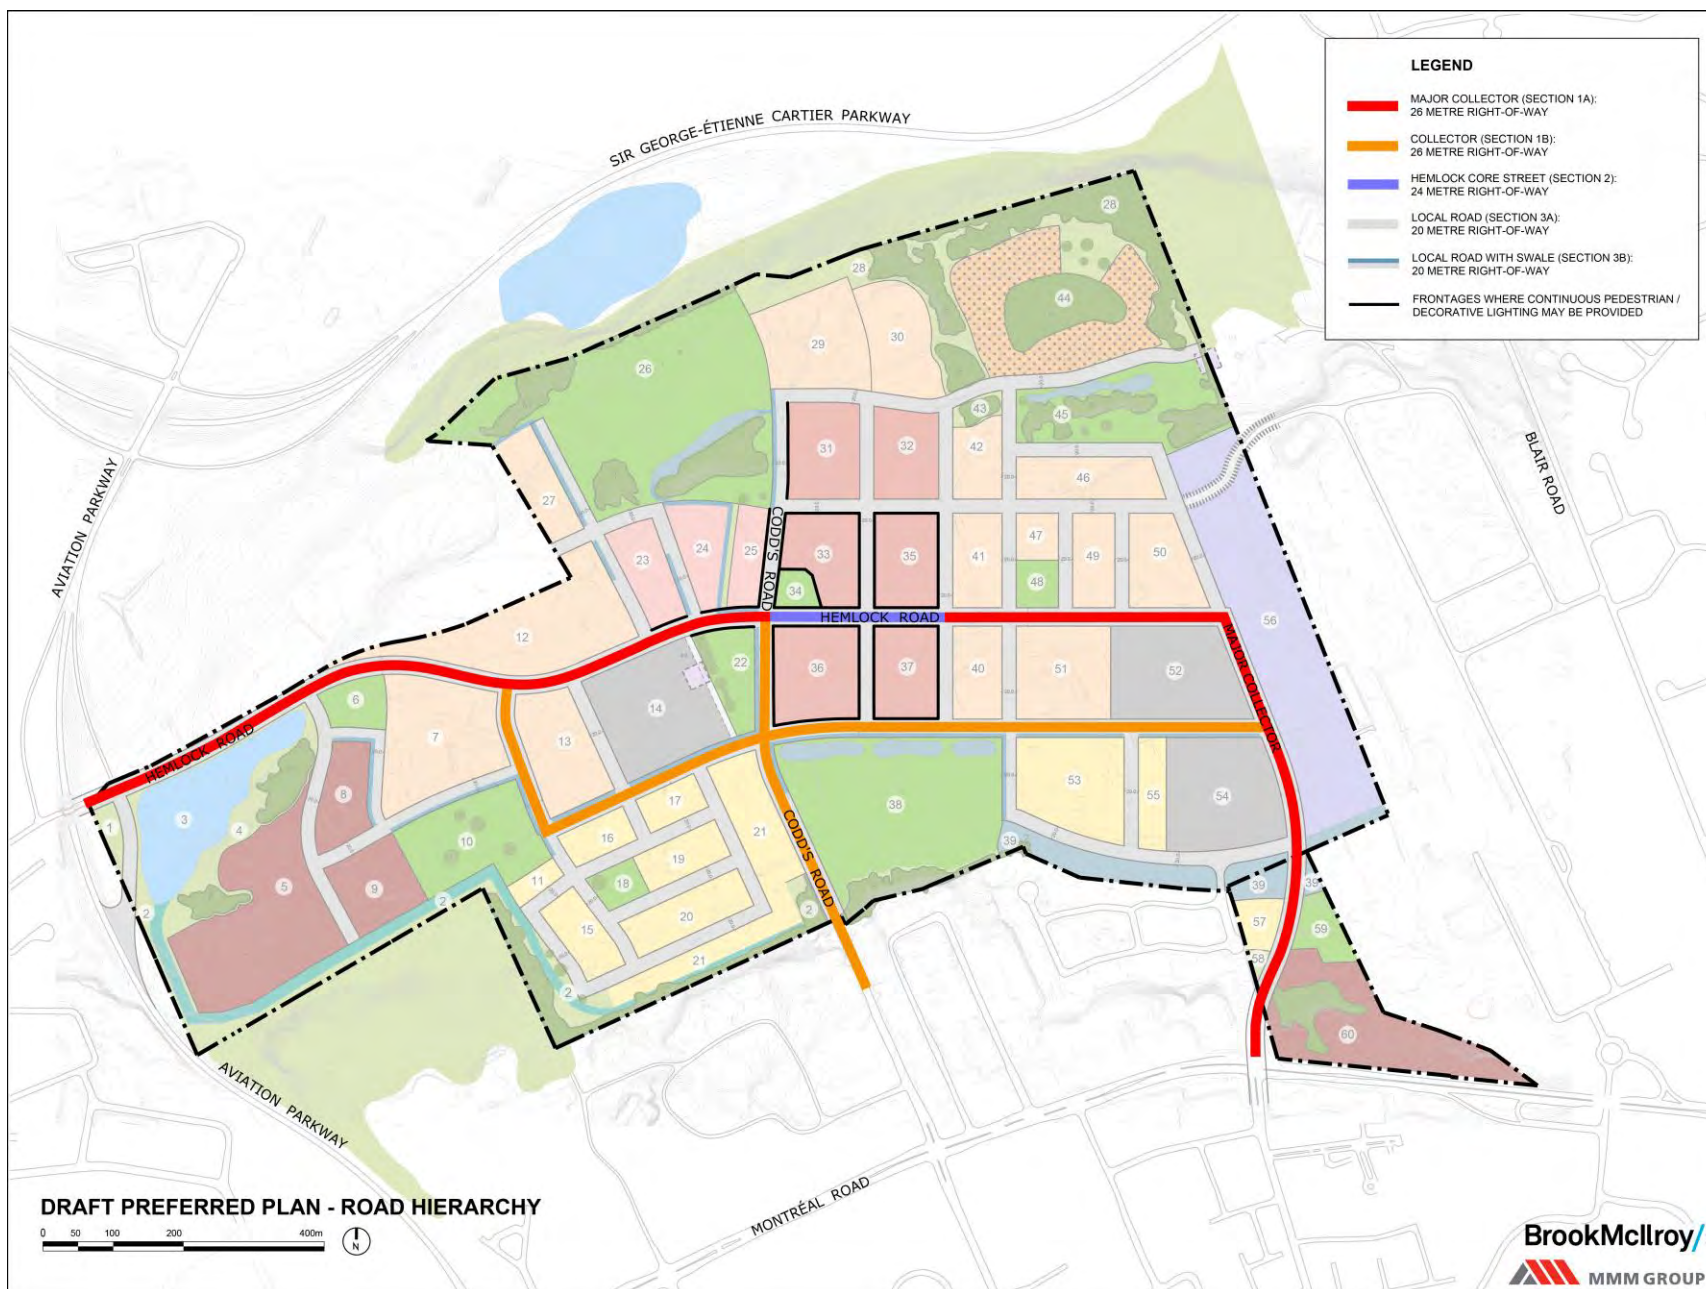 LEGEND
MAJOR COLLECTOR (SECTION 1A):
26 METRE RIGHT-OF-WAY
COLLECTOR (SECTION 1B):
26 METRE RIGHT-OF-WAY
HEMLOCK CORE STREET (SECTION 2):
24 METRE RIGHT-OF-WAY
LOCAL ROAD (SECTION 3A):
20 METRE RIGHT-OF-WAY
LOCAL ROAD WITH SWALE (SECTION 3B):
20 METRE RIGHT-OF-WAY
FRONTAGES WHERE CONTINUOUS PEDESTRIAN /
DECORATIVE LIGHTING MAY BE PROVIDED
SIR GEORGE-ÉTIENNE CARTIER PARKWAY
AVIATION PARKWAY
BLAIR ROAD
28
28
44
29
30
26
43
45
31
32
42
46
27
CODD'S ROAD
23
24
25
33
35
41
47
49
50
48
34
HEMLOCK ROAD
56
12
22
36
37
40
51
52
MAJOR COLLECTOR
6
14
7
13
HEMLOCK ROAD
8
53
55
54
17
21
38
3
1
4
10
16
19
CODD'S ROAD
39
5
9
11
18
39
39
2
2
20
2
15
57
59
21
58
2
60
AVIATION PARKWAY
MONTRÉAL ROAD
DRAFT PREFERRED PLAN - ROAD HIERARCHY
0 50 100 200 400m
N
BrookMcIlroy/
MMM GROUP